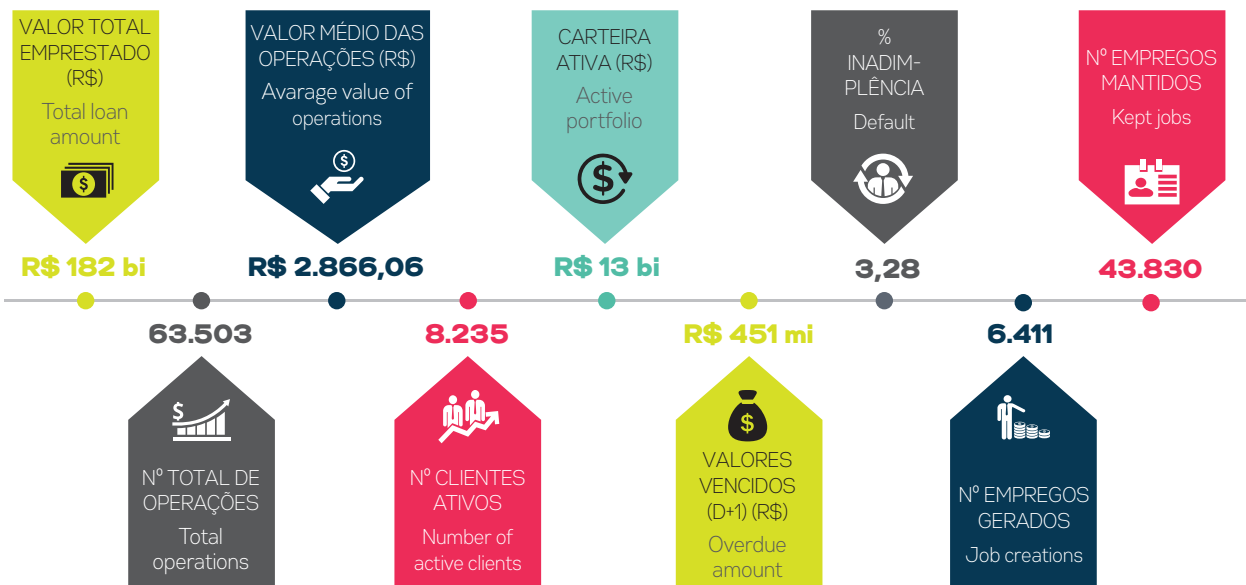 VALOR TOTAL
EMPRESTADO
(R$)
Total loan
amount
R$ 182 bi
VALOR MÉDIO DAS
OPERAÇÕES (R$)
Avarage value of
operations
R$ 2.866,06
CARTEIRA
ATIVA (R$)
Active
portfolio
R$ 13 bi
%
INADIM-
PLÊNCIA
Default
3,28
Nº EMPREGOS
MANTIDOS
Kept jobs
43.830
63.503
Nº TOTAL DE
OPERAÇÕES
Total
operations
8.235
Nº CLIENTES
ATIVOS
Number of
active clients
R$ 451 mi
VALORES
VENCIDOS
(D+1) (R$)
Overdue
amount
6.411
Nº EMPREGOS
GERADOS
Job creations